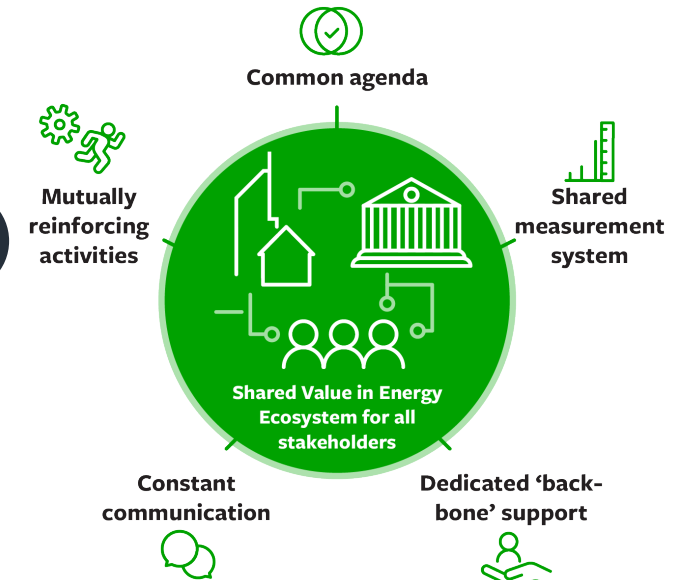 Common agenda
Mutually
reinforcing
activities
Shared
measurement
system
Shared Value in Energy
Ecosystem for all
stakeholders
Constant
communication
Dedicated ‘back-
bone’ support